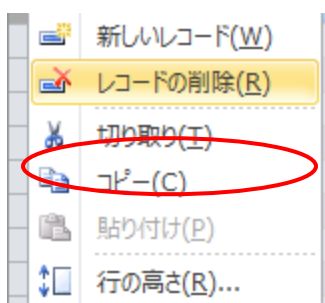 新しいレコード(W)
レコードの削除(R)
切り取り(T)
コピー(C)
貼り付け(P)
行の高さ(R)...